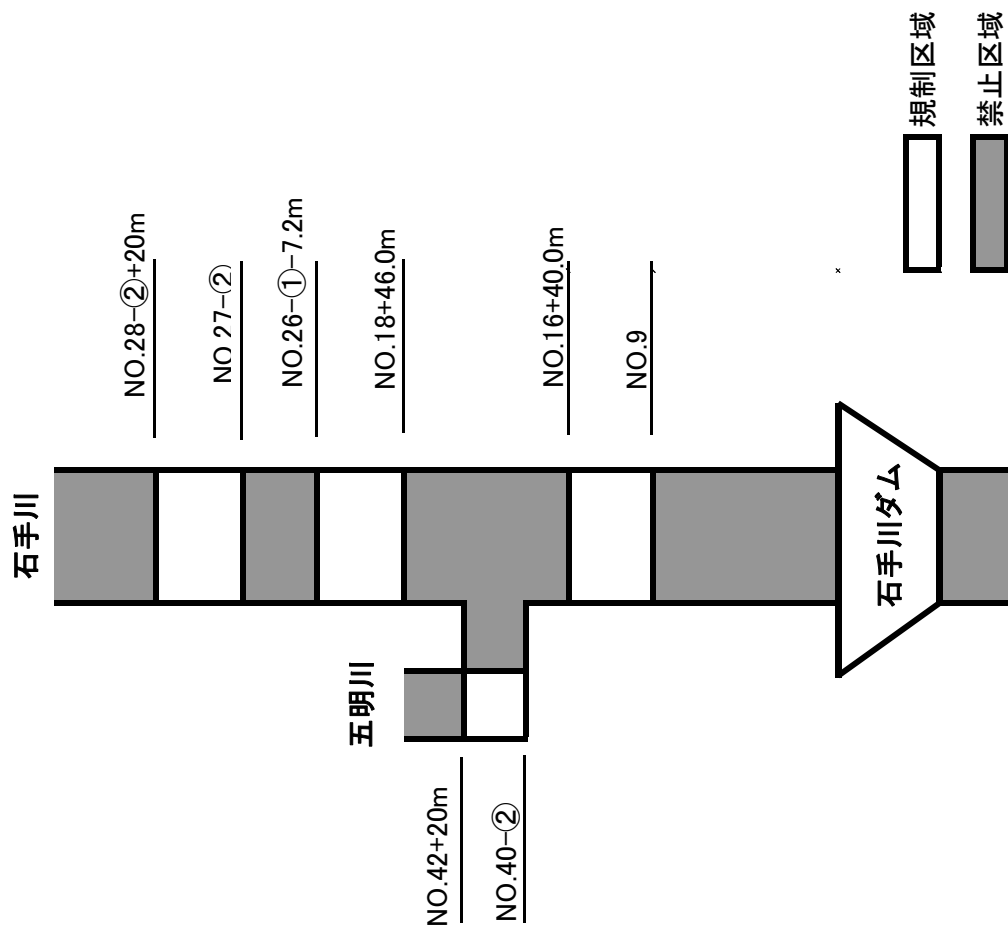 規制区域
禁止区域
NO.28-②+20m
NO.27-②
NO.26-①-7.2m
NO.18+46.0m
NO.16+40.0m
NO.9
石手川
石手川ダム
五明川
NO.42+20m
NO.40-②